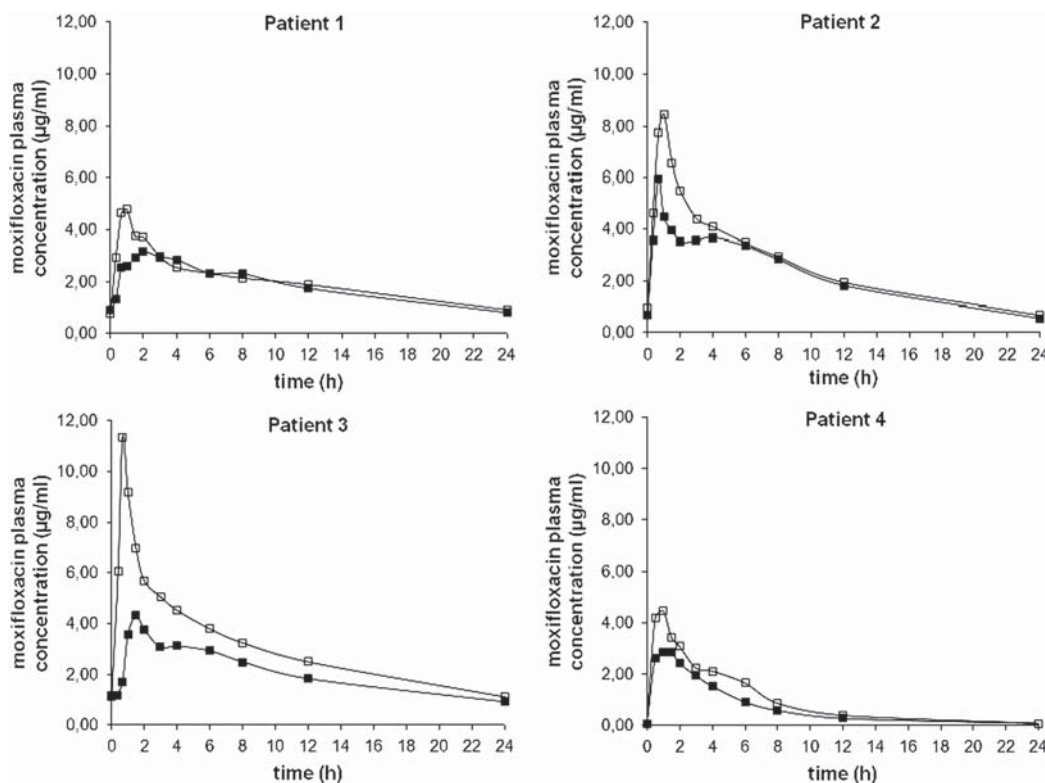 Patient 1
moxifloxacin plasma
concentration (µg/ml)
12,00
10,00
8,00
6,00
4,00
2,00
0,00
0 2 4 6 8 10 12 14 16 18 20 22 24
time (h)
Patient 2
moxifloxacin plasma
concentration (µg/ml)
12,00
10,00
8,00
6,00
4,00
2,00
0,00
0 2 4 6 8 10 12 14 16 18 20 22 24
time (h)
Patient 3
moxifloxacin plasma
concentration (µg/ml)
12,00
10,00
8,00
6,00
4,00
2,00
0,00
0 2 4 6 8 10 12 14 16 18 20 22 24
time (h)
Patient 4
moxifloxacin plasma
concentration (µg/ml)
12,00
10,00
8,00
6,00
4,00
2,00
0,00
0 2 4 6 8 10 12 14 16 18 20 22 24
time (h)